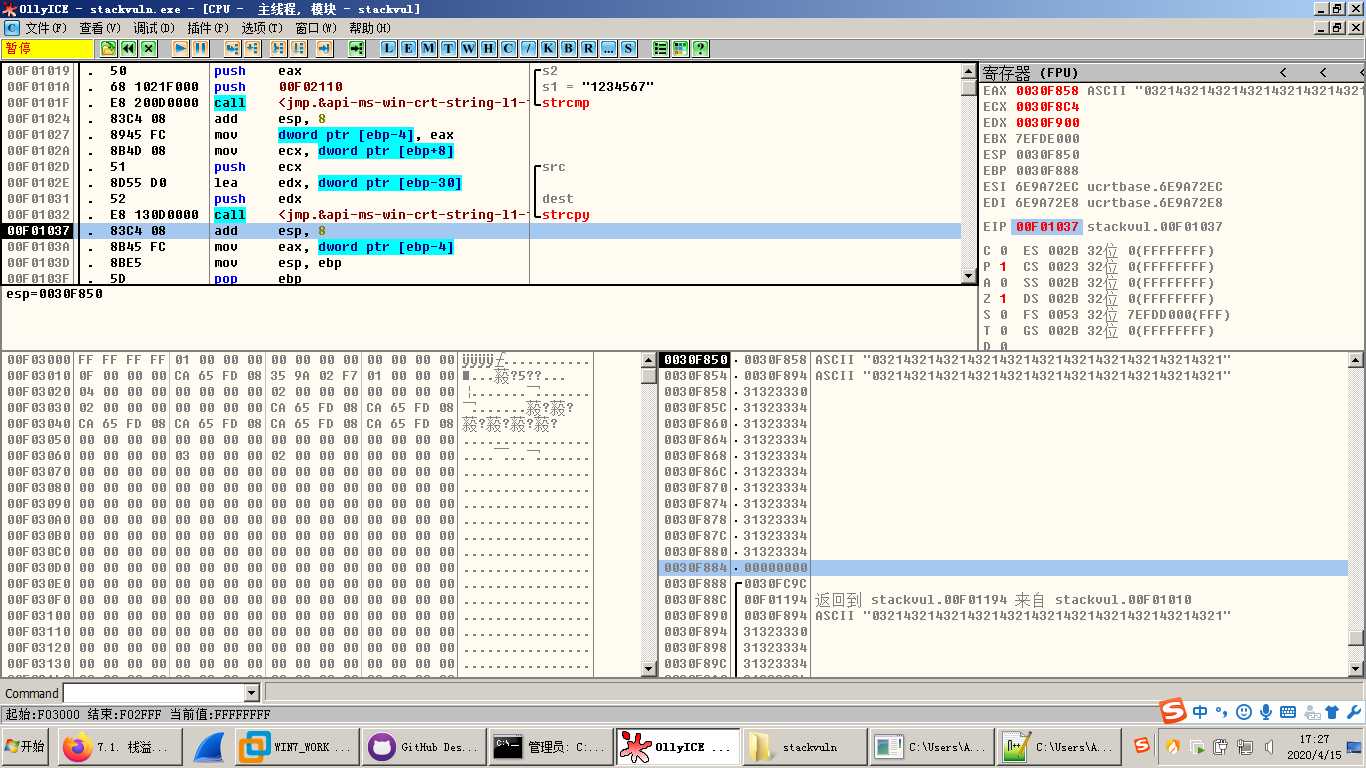 OllyICE - stackvuln.exe - [CPU - 主线程, 模块 - stackvul]
文件(F) 查看(V) 调试(D) 插件(P) 选项(T) 窗口(W) 帮助(H)
暂停 L E M T W H C / K B R ... S ?
00F01019 . 50 push eax s2
00F0101A . 68 1021F000 push 00F02110 s1 = "1234567"
00F0101F . E8 200D0000 call <jmp.&api-ms-win-crt-string-l1- strcmp
00F01024 . 83C4 08 add esp, 8
00F01027 . 8945 FC mov dword ptr [ebp-4], eax
00F0102A . 8B4D 08 mov ecx, dword ptr [ebp+8]
00F0102D . 51 push ecx src
00F0102E . 8D55 D0 lea edx, dword ptr [ebp-30]
00F01031 . 52 push edx dest
00F01032 . E8 130D0000 call <jmp.&api-ms-win-crt-string-l1- strcpy
00F01037 . 83C4 08 add esp, 8
00F0103A . 8B45 FC mov eax, dword ptr [ebp-4]
00F0103D . 8BE5 mov esp, ebp
00F0103F . 5D pop ebp
esp=0030F850
寄存器 (FPU) < <
EAX 0030F858 ASCII "0321432143214321432143214321
ECX 0030F8C4
EDX 0030F900
EBX 7EFDE000
ESP 0030F850
EBP 0030F888
ESI 6E9A72EC ucrtbase.6E9A72EC
EDI 6E9A72E8 ucrtbase.6E9A72E8
EIP 00F01037 stackvul.00F01037
C 0 ES 002B 32位 0(FFFFFFFF)
P 1 CS 0023 32位 0(FFFFFFFF)
A 0 SS 002B 32位 0(FFFFFFFF)
Z 1 DS 002B 32位 0(FFFFFFFF)
S 0 FS 0053 32位 7EFDD000(FFF)
T 0 GS 002B 32位 0(FFFFFFFF)
D 0
00F03000 FF FF FF FF 01 00 00 00 00 00 00 00 00 00 00 00
00F03010 0F 00 00 00 CA 65 FD 08 35 9A 02 F7 01 00 00 00
00F03020 04 00 00 00 00 00 00 00 02 00 00 00 00 00 00 00
00F03030 02 00 00 00 00 00 00 00 CA 65 FD 08 CA 65 FD 08
00F03040 CA 65 FD 08 CA 65 FD 08 CA 65 FD 08 CA 65 FD 08
00F03050 00 00 00 00 00 00 00 00 00 00 00 00 00 00 00 00
00F03060 00 00 00 00 03 00 00 00 02 00 00 00 00 00 00 00
00F03070 00 00 00 00 00 00 00 00 00 00 00 00 00 00 00 00
00F03080 00 00 00 00 00 00 00 00 00 00 00 00 00 00 00 00
00F03090 00 00 00 00 00 00 00 00 00 00 00 00 00 00 00 00
00F030A0 00 00 00 00 00 00 00 00 00 00 00 00 00 00 00 00
00F030B0 00 00 00 00 00 00 00 00 00 00 00 00 00 00 00 00
00F030C0 00 00 00 00 00 00 00 00 00 00 00 00 00 00 00 00
00F030D0 00 00 00 00 00 00 00 00 00 00 00 00 00 00 00 00
00F030E0 00 00 00 00 00 00 00 00 00 00 00 00 00 00 00 00
00F030F0 00 00 00 00 00 00 00 00 00 00 00 00 00 00 00 00
00F03100 00 00 00 00 00 00 00 00 00 00 00 00 00 00 00 00
00F03110 00 00 00 00 00 00 00 00 00 00 00 00 00 00 00 00
00F03120 00 00 00 00 00 00 00 00 00 00 00 00 00 00 00 00
00F03130 00 00 00 00 00 00 00 00 00 00 00 00 00 00 00 00
0030F850 0030F858 ASCII "03214321432143214321432143214321432143214321"
0030F854 0030F894 ASCII "03214321432143214321432143214321432143214321"
0030F858 31323330
0030F85C 31323334
0030F860 31323334
0030F864 31323334
0030F868 31323334
0030F86C 31323334
0030F870 31323334
0030F874 31323334
0030F878 31323334
0030F87C 31323334
0030F880 31323334
0030F884 00000000
0030F888 0030FC9C
0030F88C 00F01194 返回到 stackvul.00F01194 来自 stackvul.00F01010
0030F890 0030F894 ASCII "03214321432143214321432143214321432143214321"
0030F894 31323330
0030F898 31323334
0030F89C 31323334
Command
起始:F03000 结束:F02FFF 当前值:FFFFFFFF
中
开始 7.1. 栈溢... WIN7_WORK ... GitHub Des... 管理员: C:... OllyICE ... stackvuln C:\Users\A... C:\Users\A...
17:27
2020/4/15